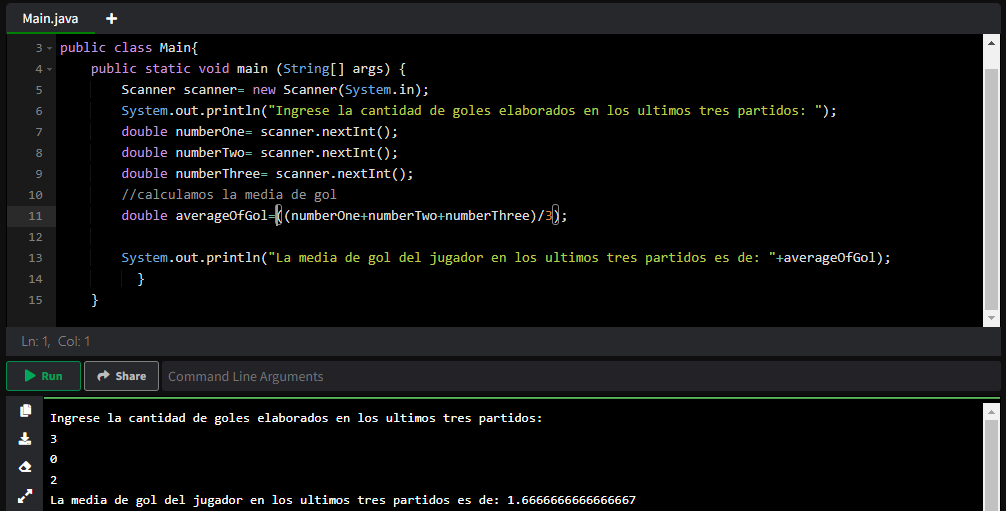 Main.java +
3 public class Main{
4 public static void main (String[] args) {
5 Scanner scanner= new Scanner(System.in);
6 System.out.println("Ingrese la cantidad de goles elaborados en los ultimos tres partidos: ");
7 double numberOne= scanner.nextInt();
8 double numberTwo= scanner.nextInt();
9 double numberThree= scanner.nextInt();
10 //calculamos la media de gol
11 double averageOfGol=((numberOne+numberTwo+numberThree)/3);
12
13 System.out.println("La media de gol del jugador en los ultimos tres partidos es de: "+averageOfGol);
14 }
15 }
Ln: 1, Col: 1
Run Share Command Line Arguments
Ingrese la cantidad de goles elaborados en los ultimos tres partidos:
3
0
2
La media de gol del jugador en los ultimos tres partidos es de: 1.6666666666666667